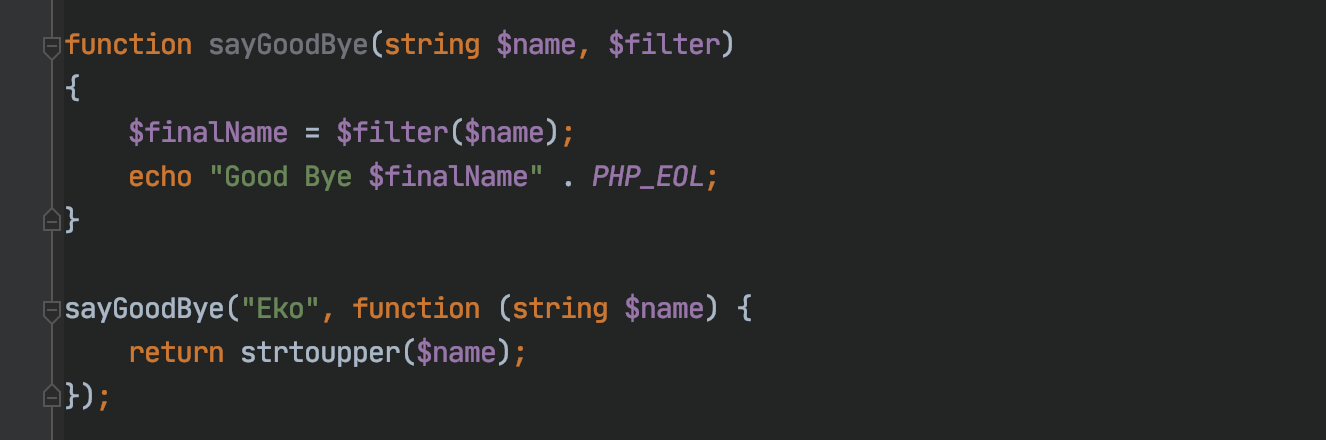 function sayGoodBye(string $name, $filter)
{
    $finalName = $filter($name);
    echo "Good Bye $finalName" . PHP_EOL;
}

sayGoodBye("Eko", function (string $name) {
    return strtoupper($name);
});